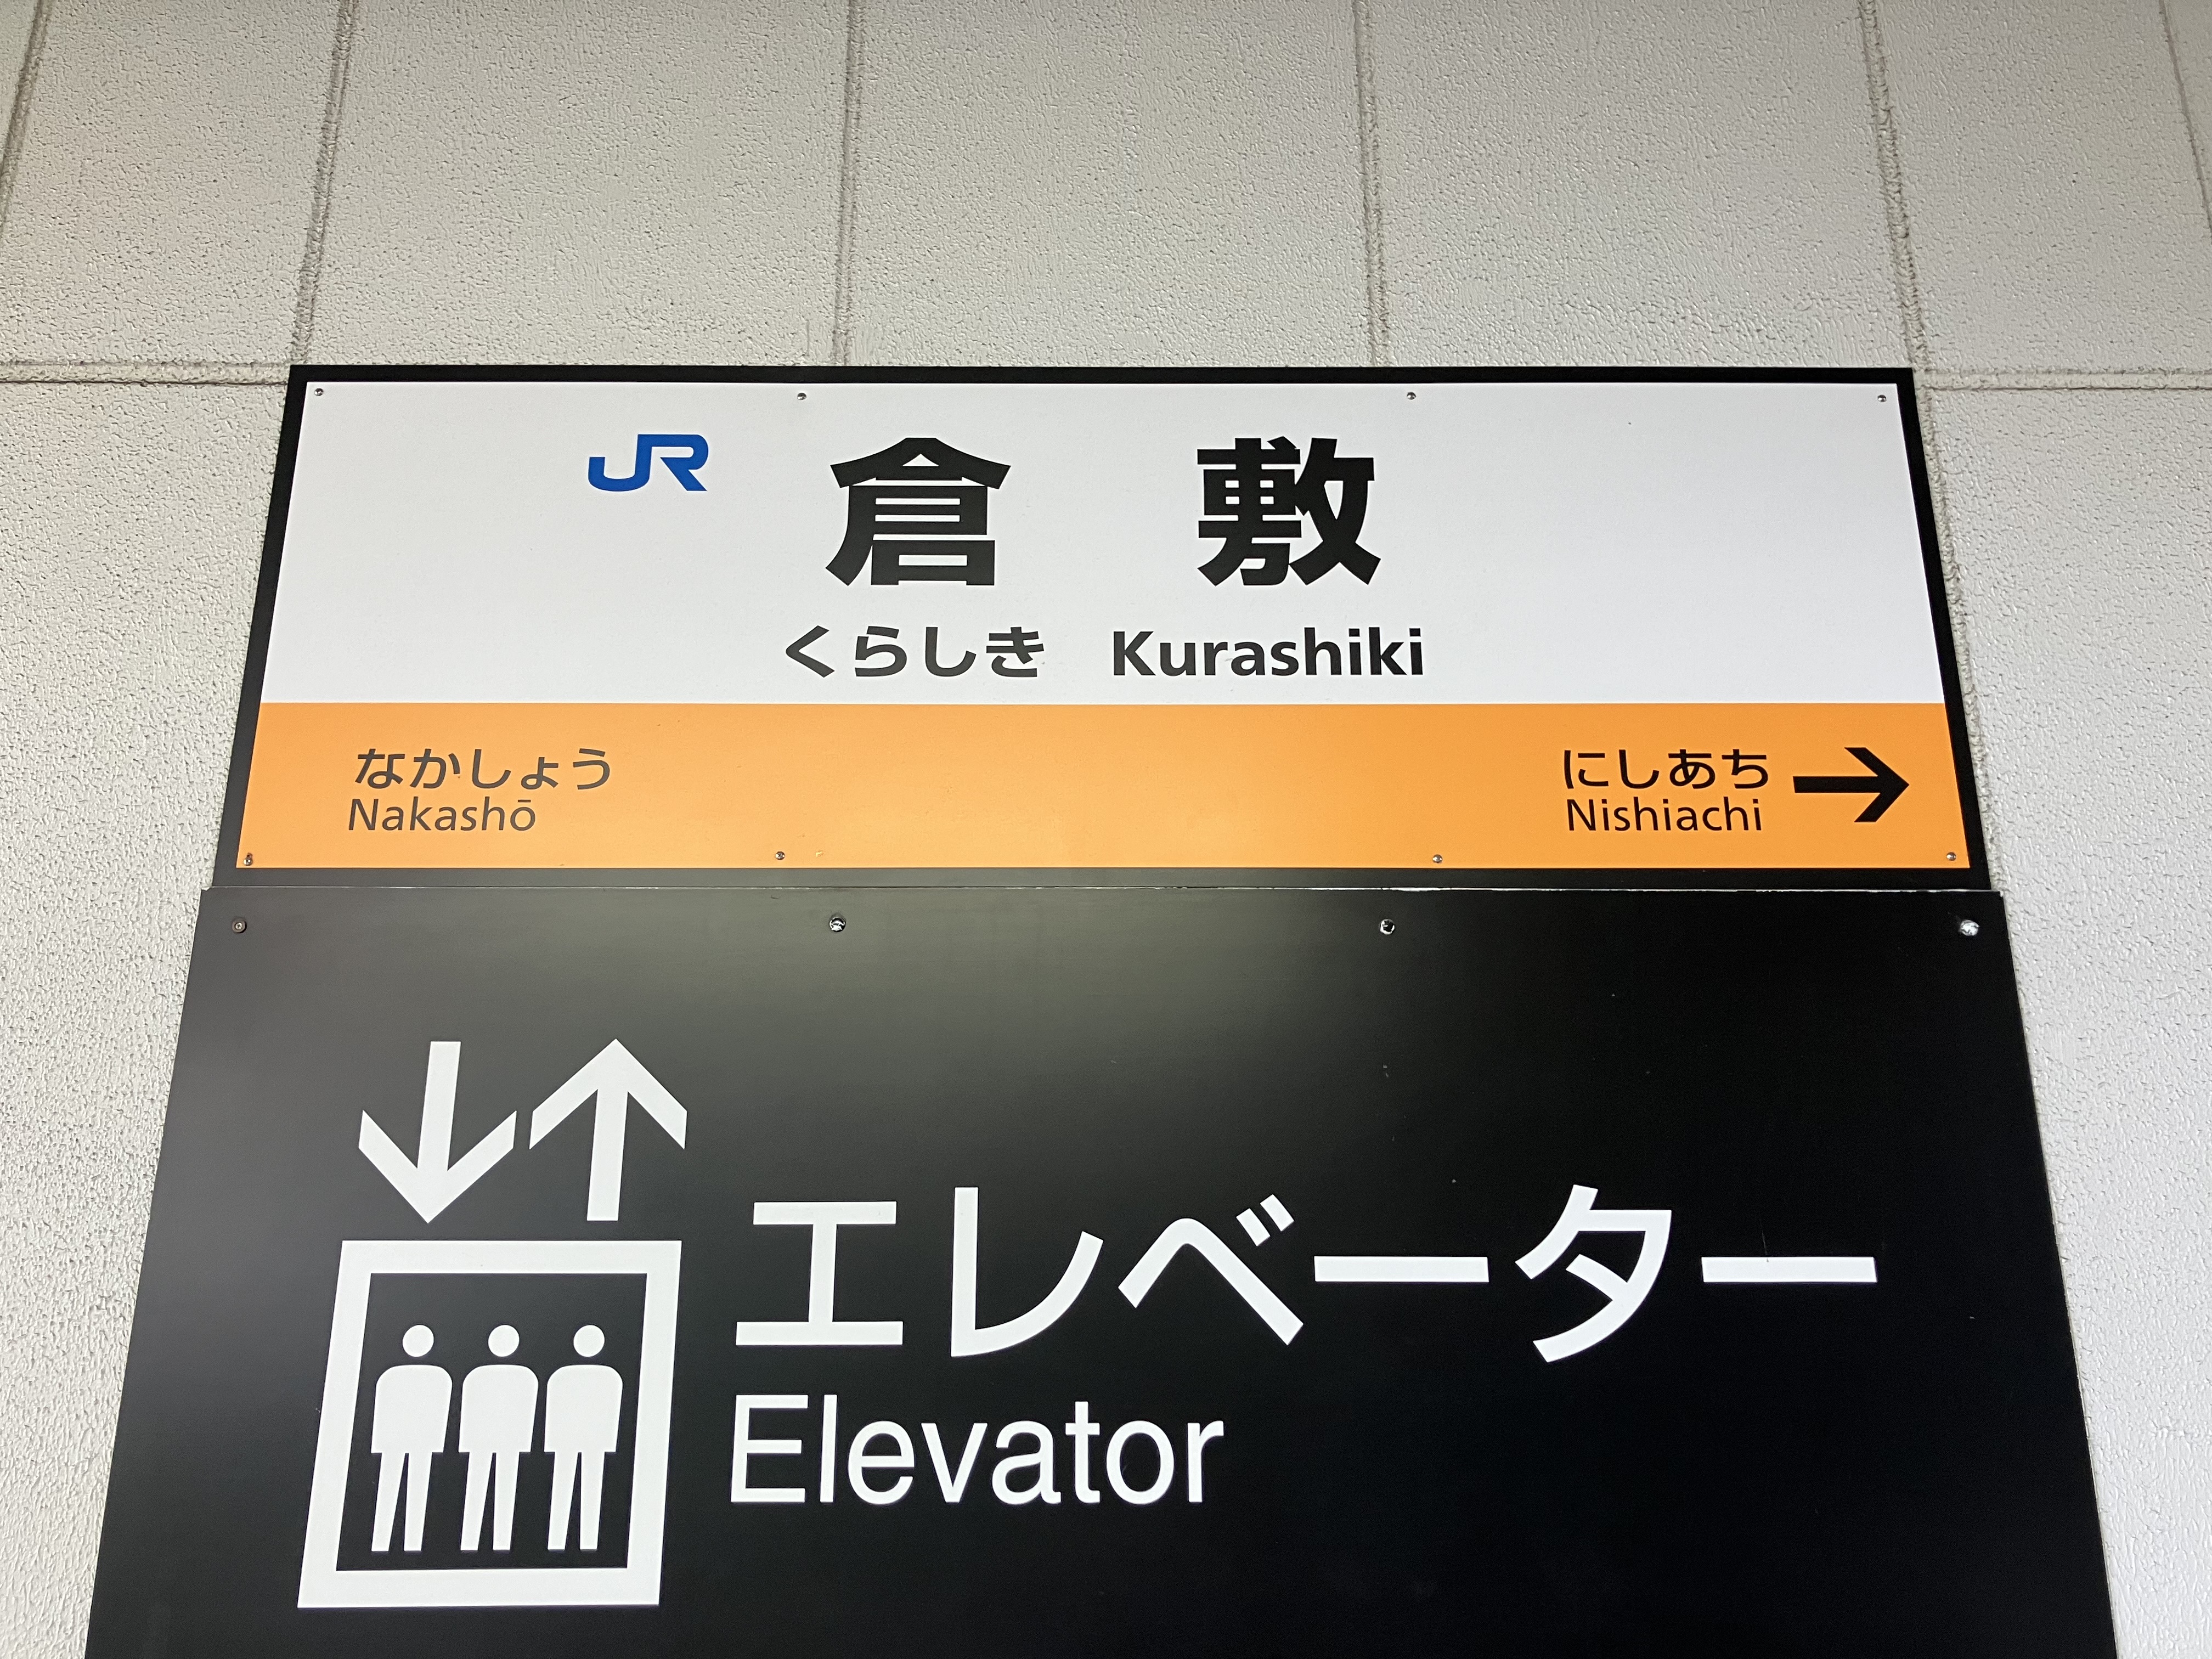 JR 倉敷
くらしき Kurashiki
なかしょう にしあち →
Nakashō Nishiachi
エレベーター
Elevator